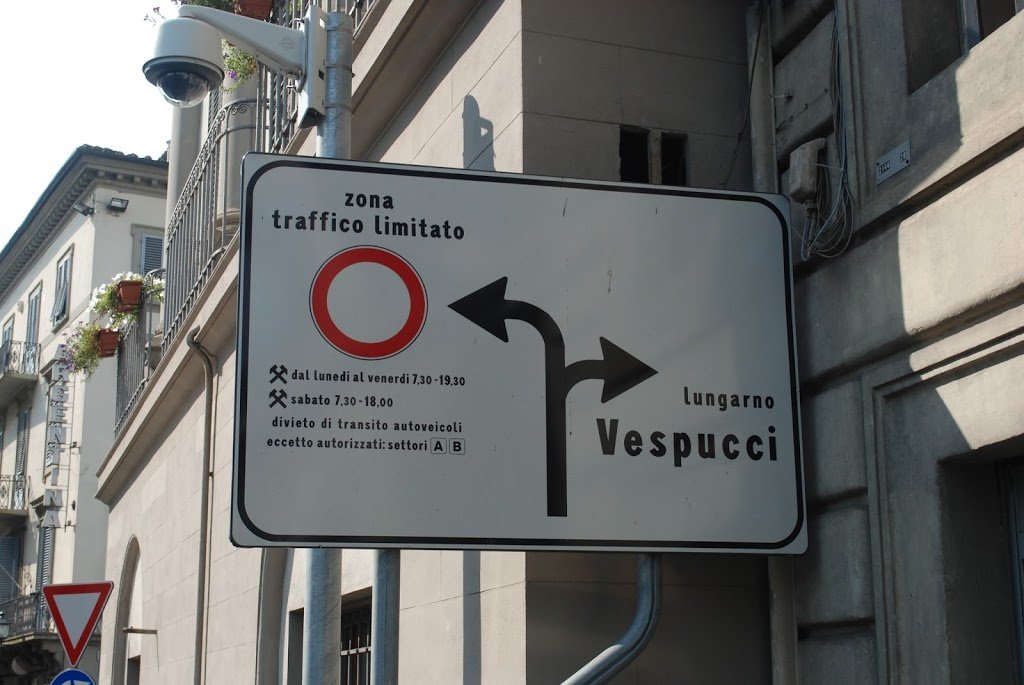 zona
traffico limitato
dal lunedi al venerdi 7,30-19,30
sabato 7,30-18,00
divieto di transito autoveicoli
eccetto autorizzati: settori A B
lungarno
Vespucci
ARGENTINA